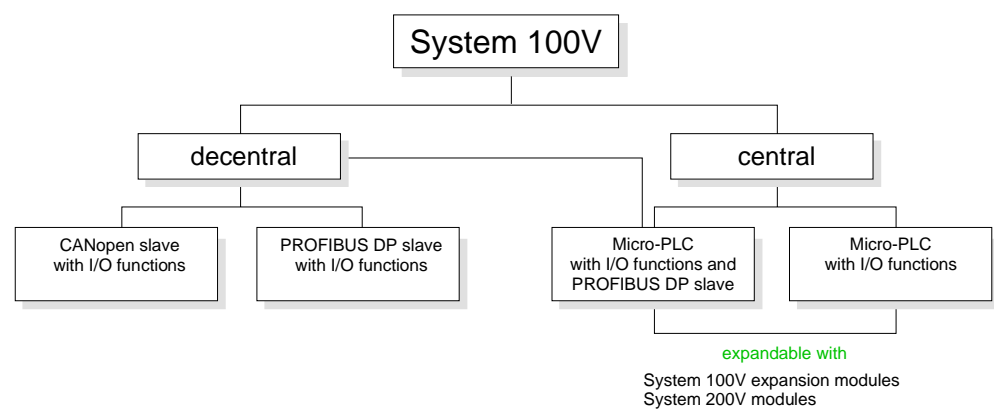 System 100V
decentral
central
CANopen slave
with I/O functions
PROFIBUS DP slave
with I/O functions
Micro-PLC
with I/O functions and
PROFIBUS DP slave
Micro-PLC
with I/O functions
expandable with
System 100V expansion modules
System 200V modules